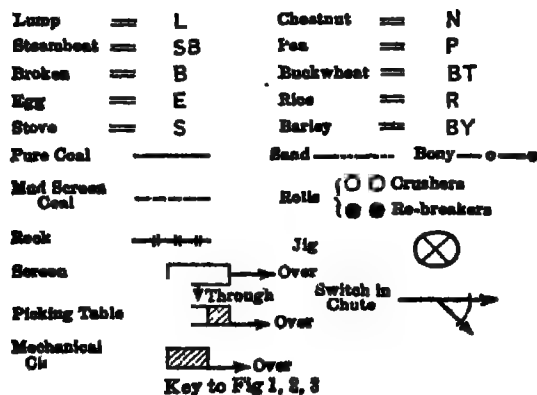 Lump = L Chestnut = N
Steamboat = SB Pea = P
Broken = B Buckwheat = BT
Egg = E Rice = R
Stove = S Barley = BY
Pure Coal Sand Bony
Mud Screen Coal Rolls Crushers
Re-breakers
Rock Jig
Screen Over
Through Switch in Chute
Picking Table Over
Mechanical
Over
Key to Fig 1, 2, 3